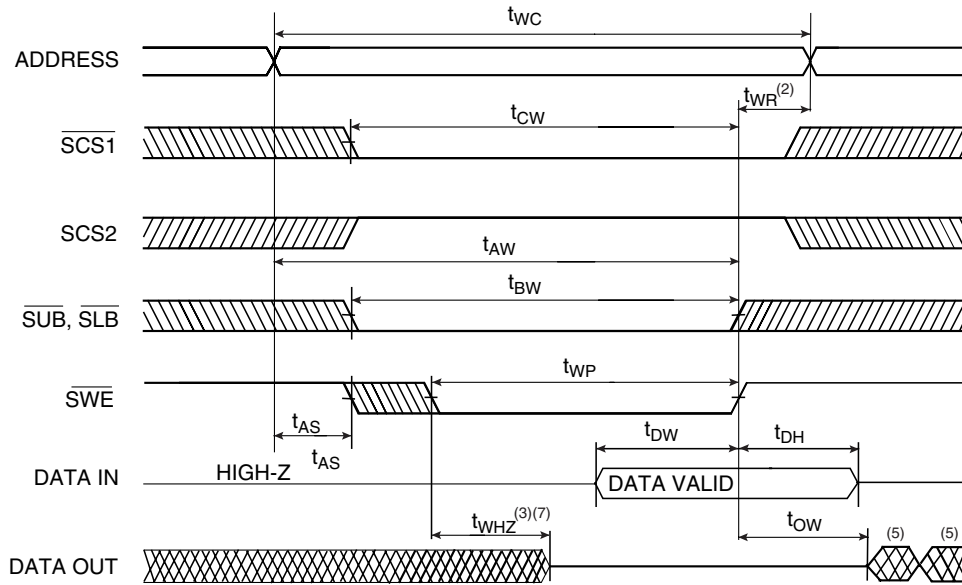 tWC
ADDRESS
tWR(2)
tCW
SCS1
SCS2
tAW
tBW
SUB, SLB
tWP
SWE
tAS
tAS
tDW
tDH
HIGH-Z
DATA IN
DATA VALID
tWHZ(3)(7)
tOW
(5)
(5)
DATA OUT